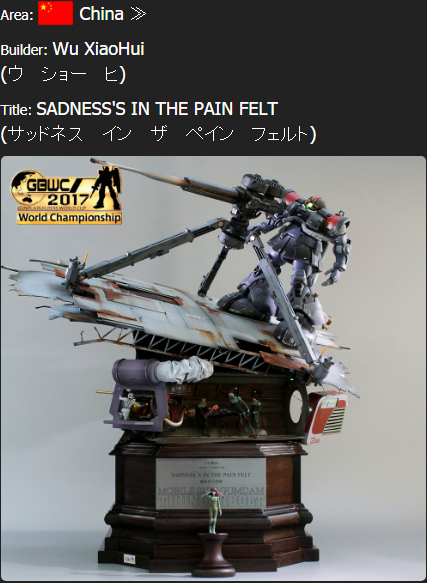 Area: China ≫
Builder: Wu XiaoHui
(ウ　ショー　ヒ)
Title: SADNESS'S IN THE PAIN FELT
(サッドネス　イン　ザ　ペイン　フェルト)
GBWC
2017
World Championship
SADNESS'S IN THE PAIN FELT
MOBILE SUIT GUNDAM
THUNDERBOLT